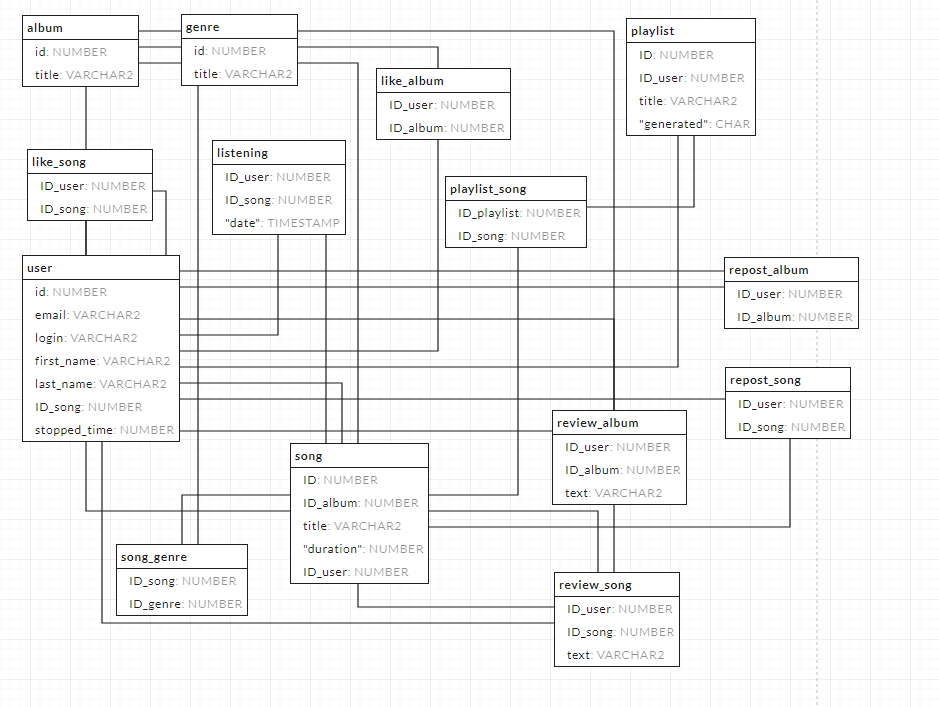 album
id: NUMBER
title: VARCHAR2
genre
id: NUMBER
title: VARCHAR2
playlist
ID: NUMBER
ID_user: NUMBER
title: VARCHAR2
"generated": CHAR
like_album
ID_user: NUMBER
ID_album: NUMBER
like_song
ID_user: NUMBER
ID_song: NUMBER
listening
ID_user: NUMBER
ID_song: NUMBER
"date": TIMESTAMP
playlist_song
ID_playlist: NUMBER
ID_song: NUMBER
user
id: NUMBER
email: VARCHAR2
login: VARCHAR2
first_name: VARCHAR2
last_name: VARCHAR2
ID_song: NUMBER
stopped_time: NUMBER
repost_album
ID_user: NUMBER
ID_album: NUMBER
repost_song
ID_user: NUMBER
ID_song: NUMBER
review_album
ID_user: NUMBER
ID_album: NUMBER
text: VARCHAR2
song
ID: NUMBER
ID_album: NUMBER
title: VARCHAR2
"duration": NUMBER
ID_user: NUMBER
song_genre
ID_song: NUMBER
ID_genre: NUMBER
review_song
ID_user: NUMBER
ID_song: NUMBER
text: VARCHAR2